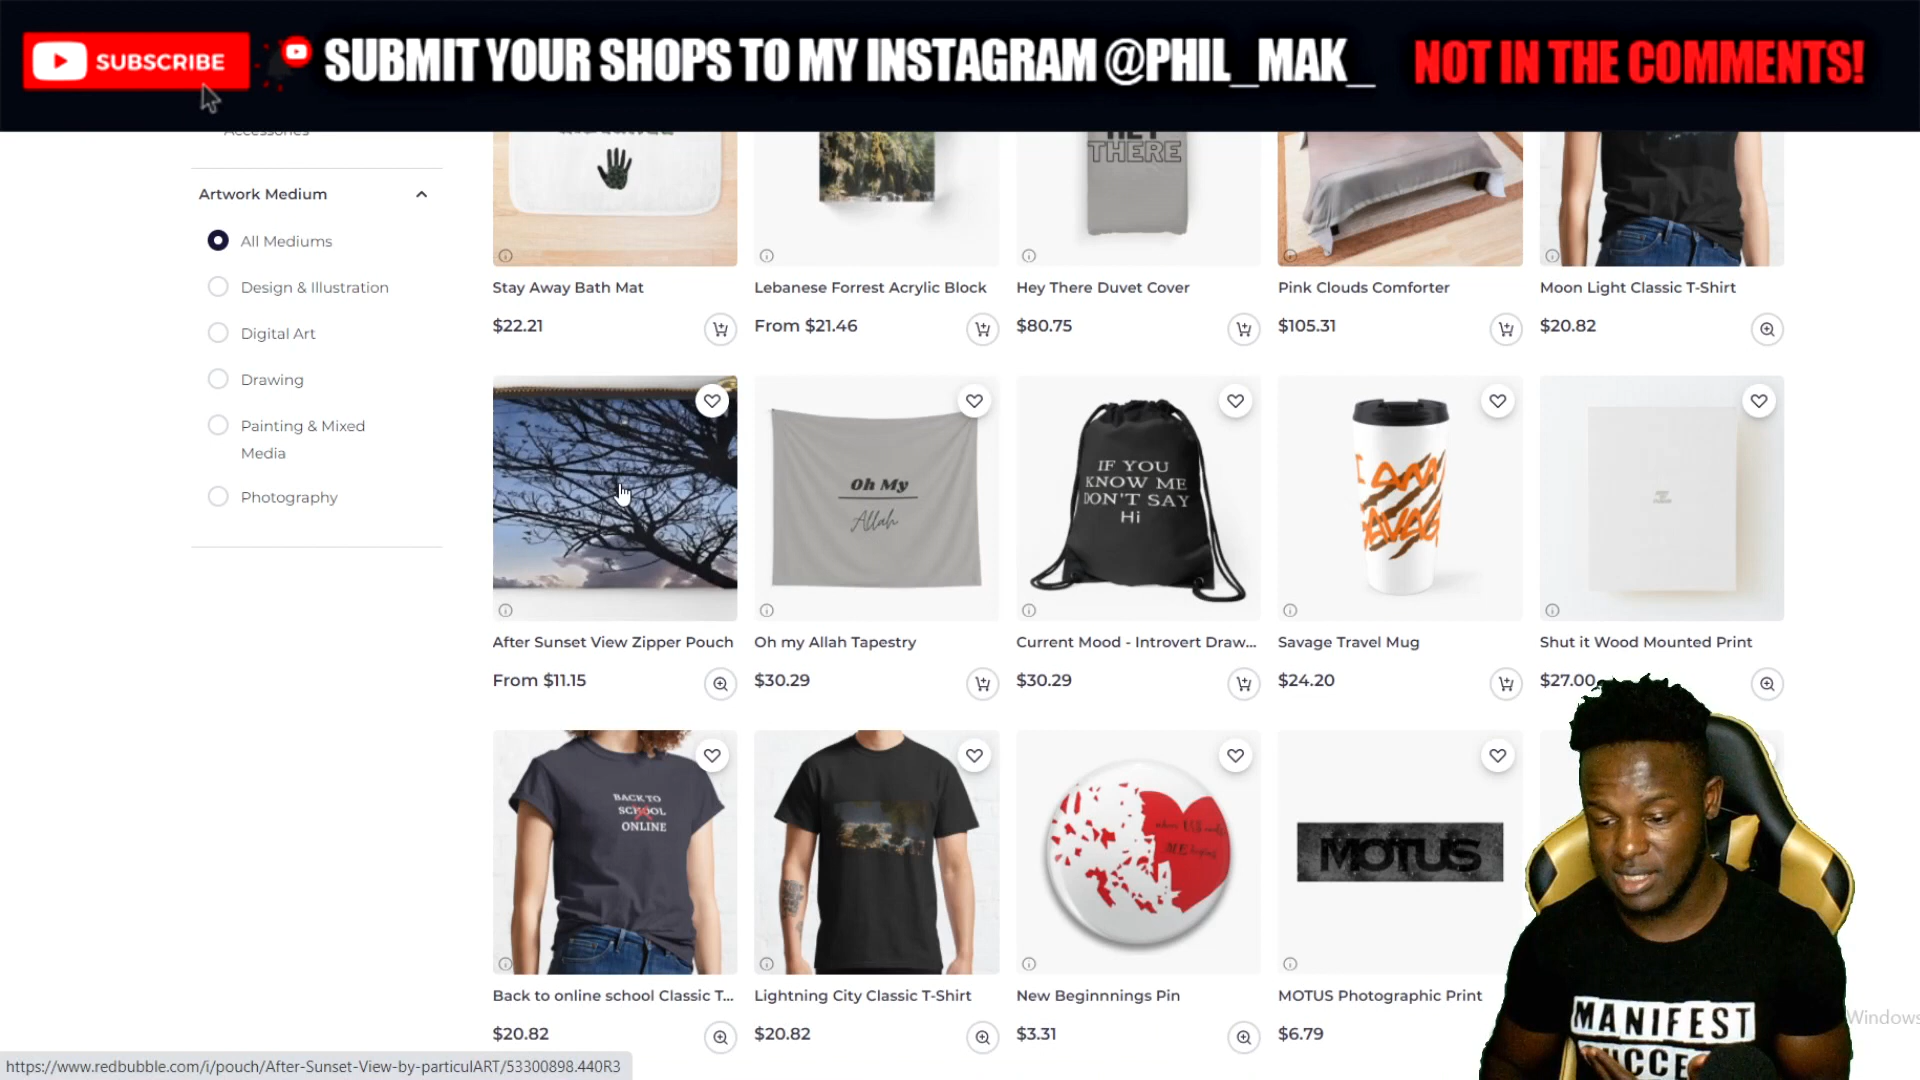 SUBSCRIBE
SUBMIT YOUR SHOPS TO MY INSTAGRAM @PHIL_MAK_ NOT IN THE COMMENTS!
Accessories
Artwork Medium
All Mediums
Design & Illustration
Digital Art
Drawing
Painting & Mixed
Media
Photography
HEY
THERE
Stay Away Bath Mat
$22.21
Lebanese Forrest Acrylic Block
From $21.46
Hey There Duvet Cover
$80.75
Pink Clouds Comforter
$105.31
Moon Light Classic T-Shirt
$20.82
Oh My
Allah
IF YOU
KNOW ME
DON'T SAY
Hi
I AM
SAVAGE
After Sunset View Zipper Pouch
From $11.15
Oh my Allah Tapestry
$30.29
Current Mood - Introvert Draw...
$30.29
Savage Travel Mug
$24.20
Shut it Wood Mounted Print
$27.00
BACK TO
SCHOOL
ONLINE
ME
MOTUS
Back to online school Classic T...
$20.82
Lightning City Classic T-Shirt
$20.82
New Beginnnings Pin
$3.31
MOTUS Photographic Print
$6.79
MANIFEST
Windows
https://www.redbubble.com/i/pouch/After-Sunset-View-by-particulART/53300898.440R3